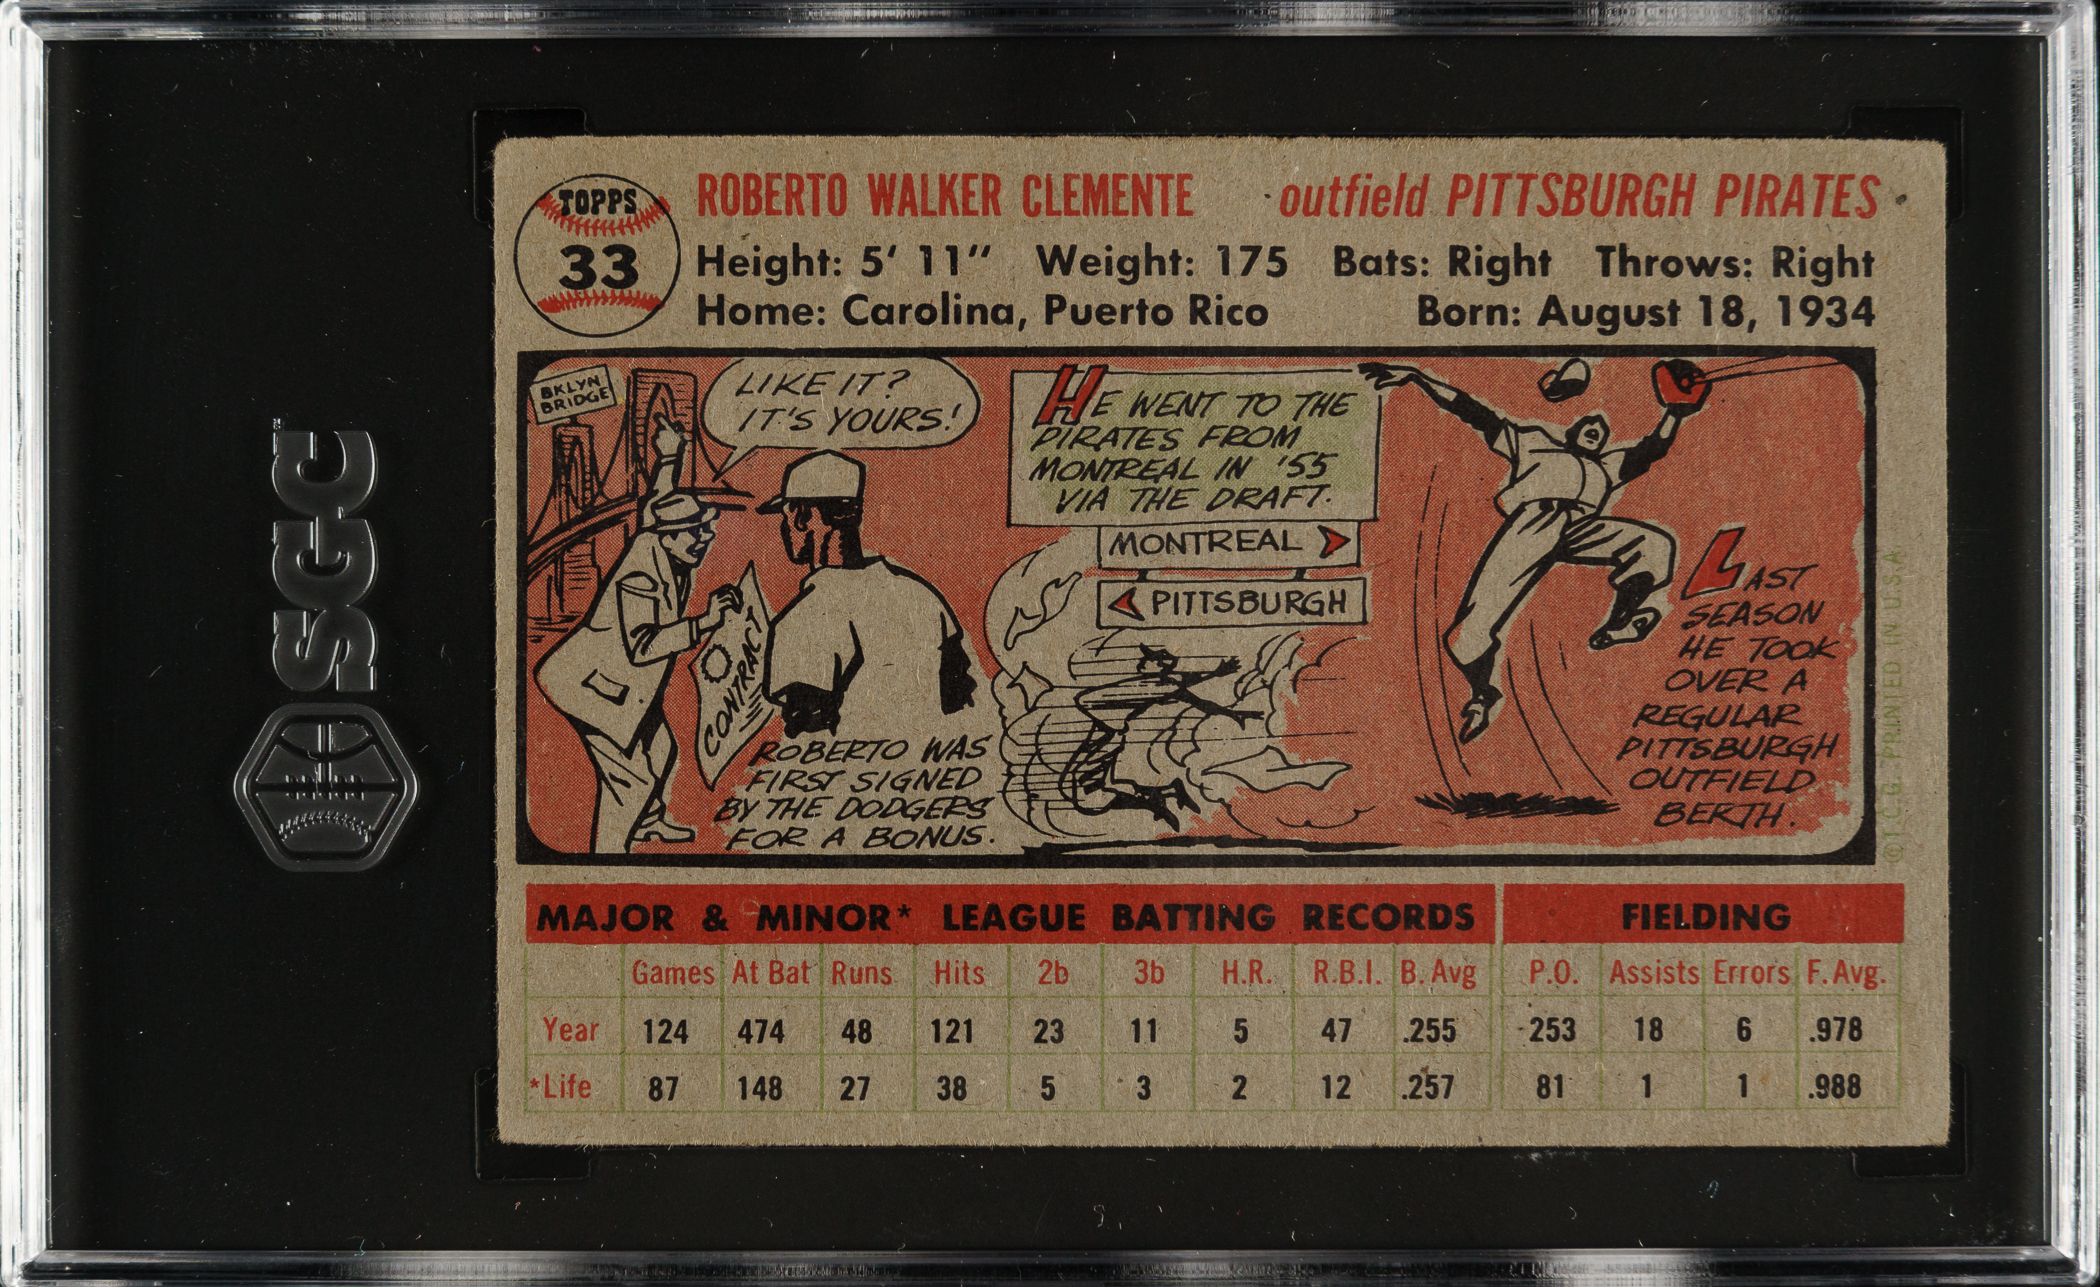 SGC
TOPPS
33
ROBERTO WALKER CLEMENTE outfield PITTSBURGH PIRATES
Height: 5' 11" Weight: 175 Bats: Right Throws: Right
Home: Carolina, Puerto Rico Born: August 18, 1934
BKLYN
BRIDGE
LIKE IT?
IT'S YOURS!
CONTRACT
ROBERTO WAS
FIRST SIGNED
BY THE DODGERS
FOR A BONUS.
HE WENT TO THE
PIRATES FROM
MONTREAL IN '55
VIA THE DRAFT.
MONTREAL
PITTSBURGH
LAST
SEASON
HE TOOK
OVER A
REGULAR
PITTSBURGH
OUTFIELD
BERTH.
© T.C.G. PRINTED IN U.S.A.
MAJOR & MINOR* LEAGUE BATTING RECORDS FIELDING
Games At Bat Runs Hits 2b 3b H.R. R.B.I. B. Avg P.O. Assists Errors F. Avg.
Year 124 474 48 121 23 11 5 47 .255 253 18 6 .978
*Life 87 148 27 38 5 3 2 12 .257 81 1 1 .988